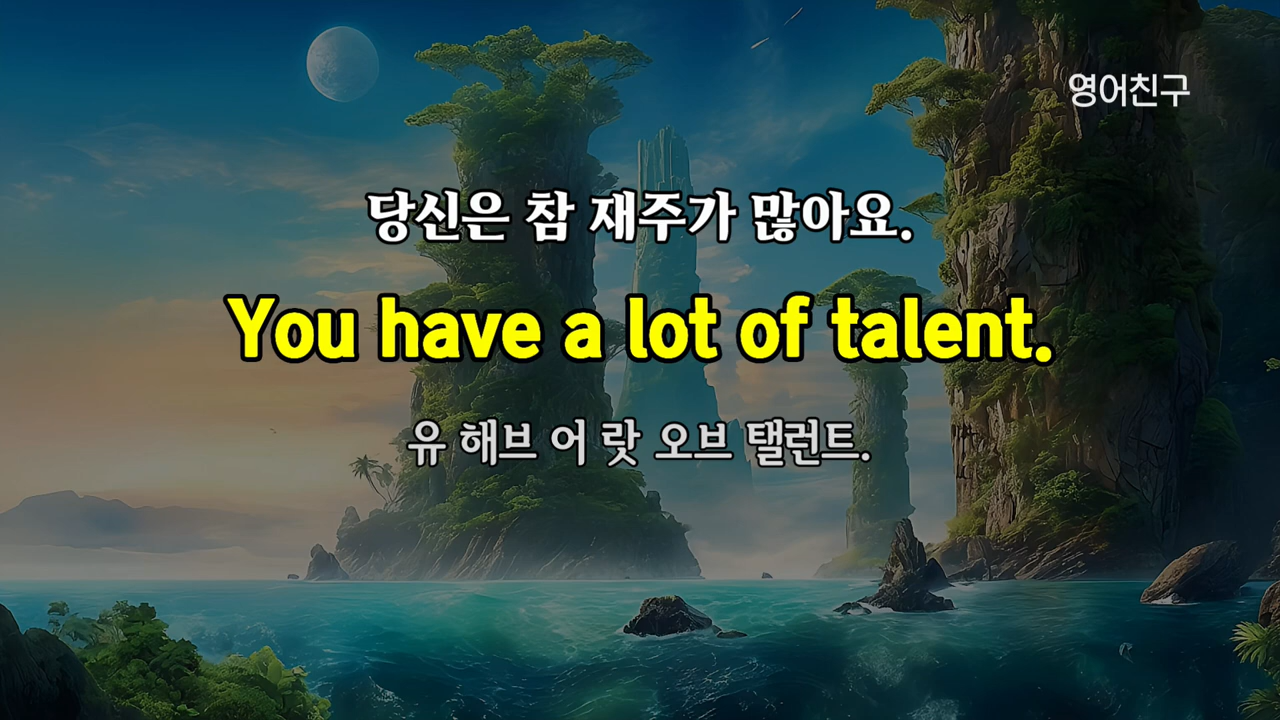 영어친구
당신은 참 재주가 많아요.
You have a lot of talent.
유 해브 어 랏 오브 탤런트.